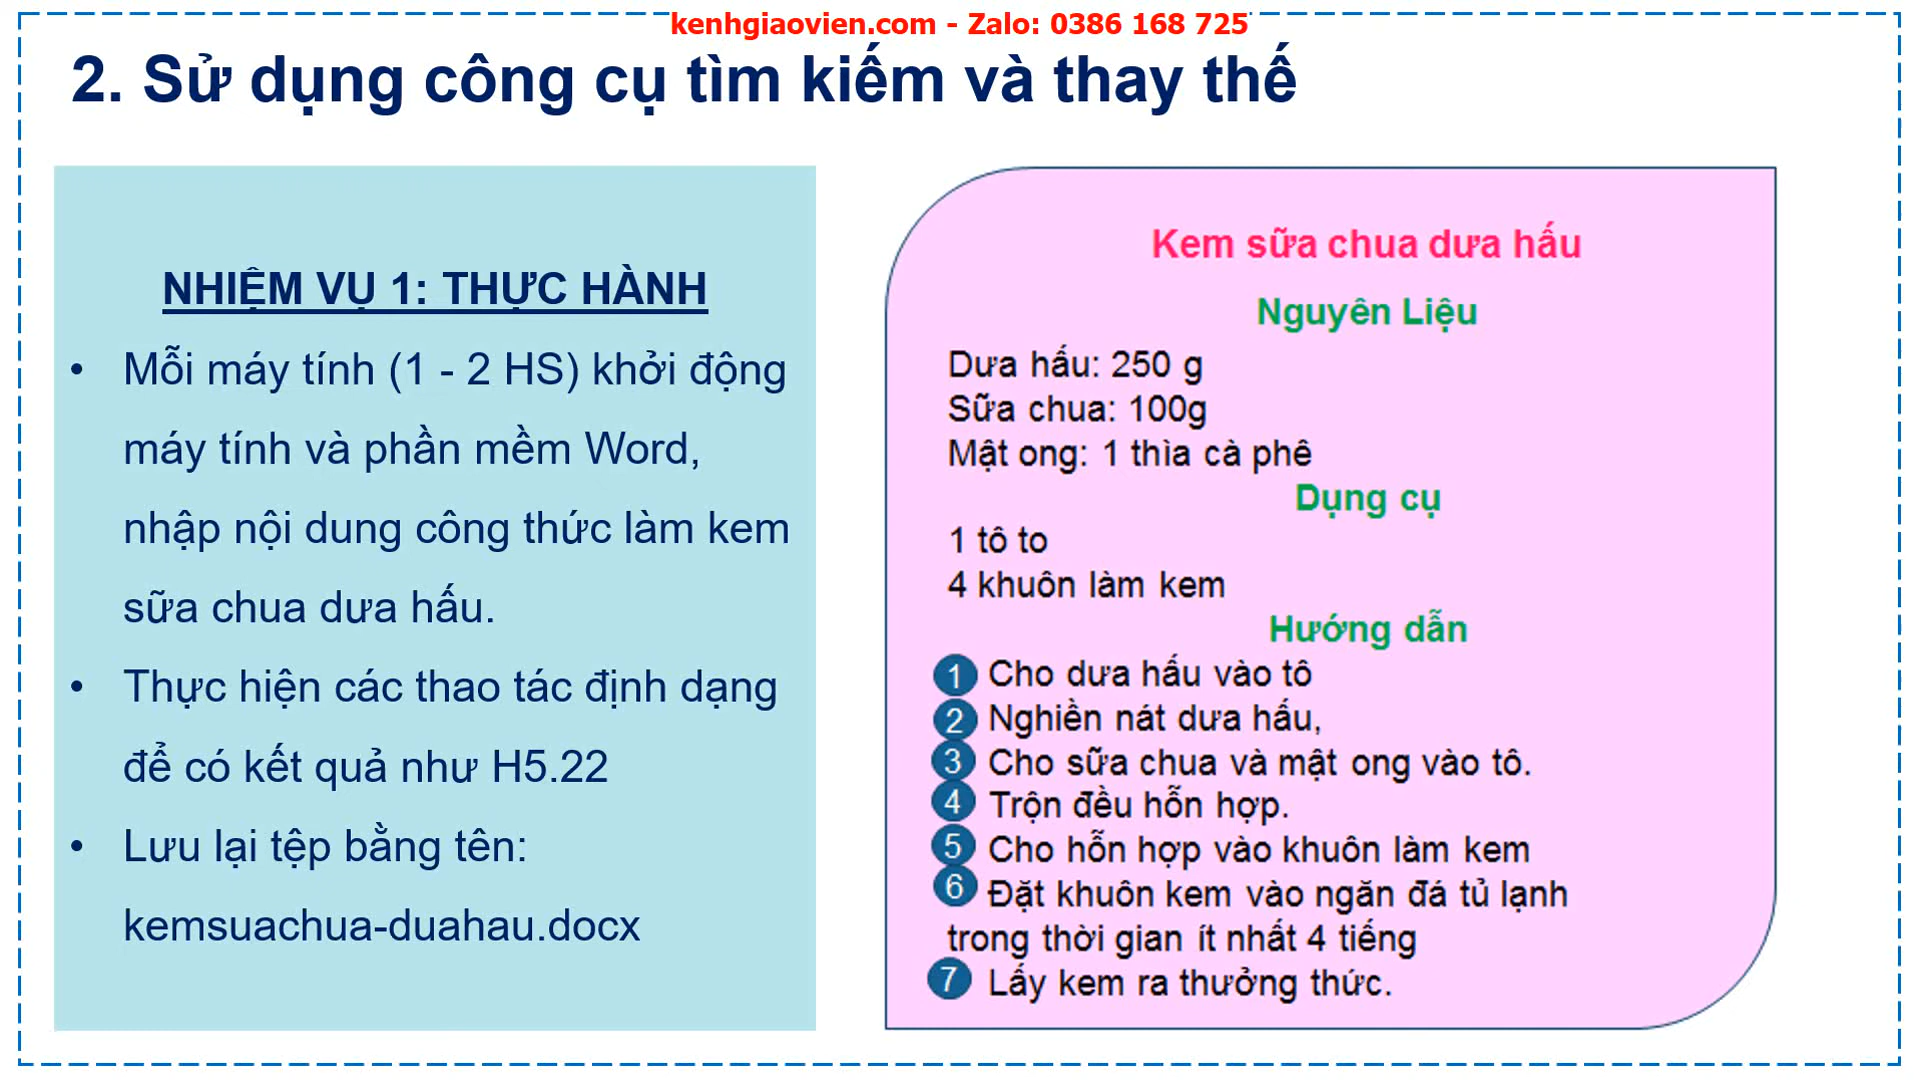 kenhgiaovien.com - Zalo: 0386 168 725
2. Sử dụng công cụ tìm kiếm và thay thế
NHIỆM VỤ 1: THỰC HÀNH
• Mỗi máy tính (1 - 2 HS) khởi động
máy tính và phần mềm Word,
nhập nội dung công thức làm kem
sữa chua dưa hấu.
• Thực hiện các thao tác định dạng
để có kết quả như H5.22
• Lưu lại tệp bằng tên:
kemsuachua-duahau.docx
Kem sữa chua dưa hấu
Nguyên Liệu
Dưa hấu: 250 g
Sữa chua: 100g
Mật ong: 1 thìa cà phê
Dụng cụ
1 tô to
4 khuôn làm kem
Hướng dẫn
1 Cho dưa hấu vào tô
2 Nghiền nát dưa hấu,
3 Cho sữa chua và mật ong vào tô.
4 Trộn đều hỗn hợp.
5 Cho hỗn hợp vào khuôn làm kem
6 Đặt khuôn kem vào ngăn đá tủ lạnh
trong thời gian ít nhất 4 tiếng
7 Lấy kem ra thưởng thức.